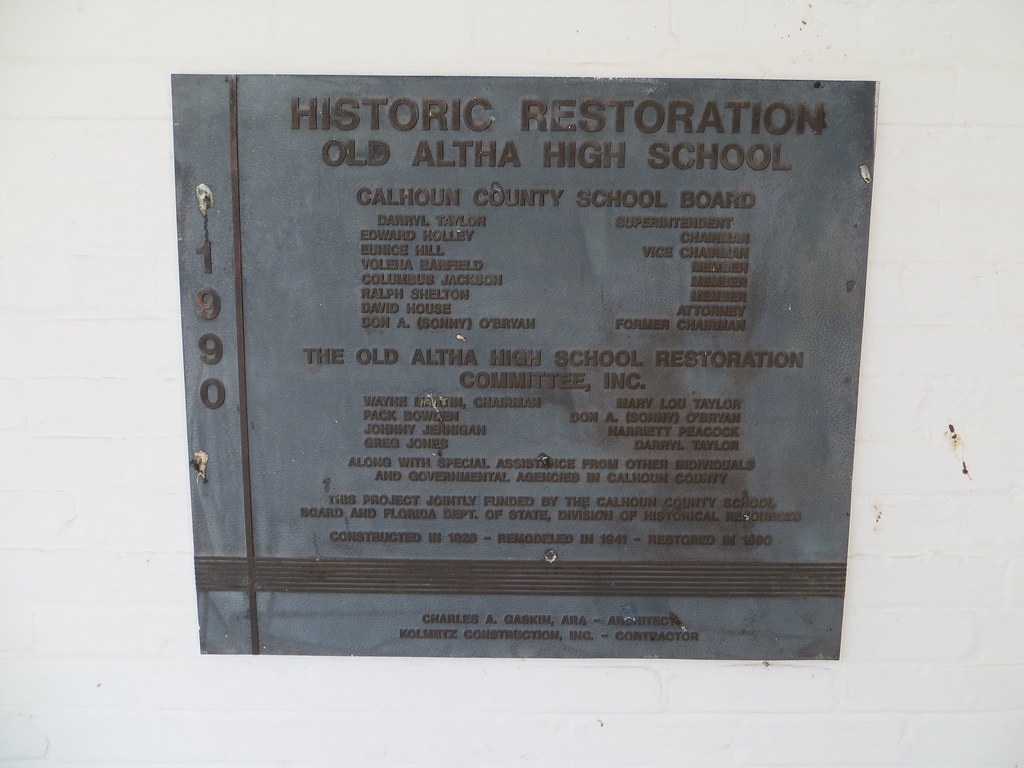 HISTORIC RESTORATION
OLD ALTHA HIGH SCHOOL
CALHOUN COUNTY SCHOOL BOARD
DARRYL TAYLOR SUPERINTENDENT
EDWARD HOLLEY CHAIRMAN
EUNICE HILL VICE CHAIRMAN
VOLENA BARFIELD MEMBER
COLUMBUS JACKSON MEMBER
RALPH SHELTON MEMBER
DAVID HOUSE ATTORNEY
DON A. (SONNY) O'BRYAN FORMER CHAIRMAN
THE OLD ALTHA HIGH SCHOOL RESTORATION
COMMITTEE, INC.
WAYNE CHAIRMAN MARY LOU TAYLOR
PACK BOWDEN DON A. (SONNY) O'BRYAN
JOHNNY JERNIGAN HARRIETT PEACOCK
GREG JONES DARRYL TAYLOR
ALONG WITH SPECIAL ASSISTANCE FROM OTHER INDIVIDUALS
AND GOVERNMENTAL AGENCIES IN CALHOUN COUNTY
THIS PROJECT JOINTLY FUNDED BY THE CALHOUN COUNTY SCHOOL
BOARD AND FLORIDA DEPT. OF STATE, DIVISION OF HISTORICAL RESOURCES
CONSTRUCTED IN - REMODELED IN 1941 - RESTORED IN 1990
CHARLES A. GASKIN, ARA - ARCHITECT
KOLMETZ CONSTRUCTION, INC. - CONTRACTOR
1990